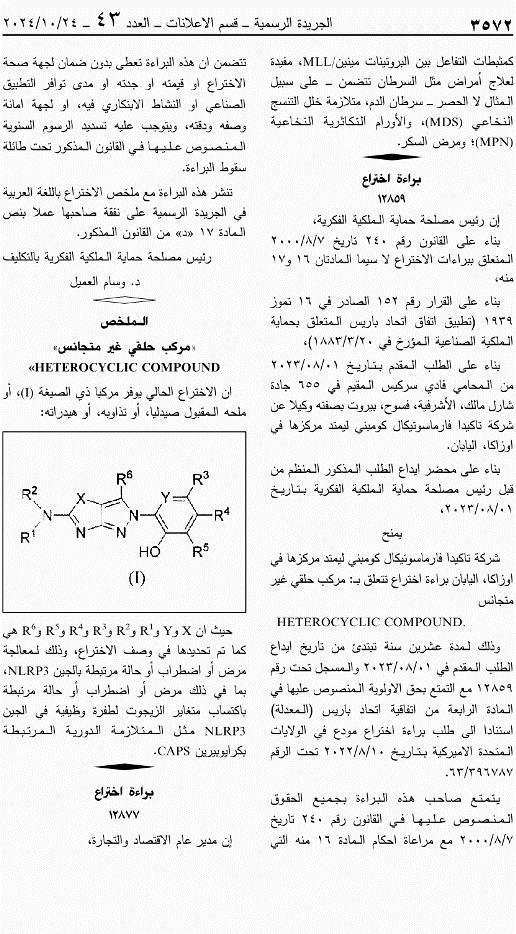 ٣٥٧٢
الجريدة الرسمية ــ قسم الاعلانات ــ العدد ٤٣ ــ ٢٠٢٤/١٠/٢٤
كمثبطات التفاعل بين البروتينات مينين/MLL، مفيدة
لعلاج أمراض مثل السرطان تتضمن ــ على سبيل
المثال لا الحصر ــ سرطان الدم، متلازمة خلل التنسج
النخاعي (MDS)، والأورام التكاثرية النخاعية
(MPN)؛ ومرض السكر.
براءة اختراع
١٢٨٥٩
إن رئيس مصلحة حماية الملكية الفكرية،
بناء على القانون رقم ٢٤٠ تاريخ ٢٠٠٠/٨/٧
المتعلق ببراءات الاختراع لا سيما المادتان ١٦ و١٧
منه،
بناء على القرار رقم ١٥٢ الصادر في ١٦ تموز
١٩٣٩ (تطبيق اتفاق اتحاد باريس المتعلق بحماية
الملكية الصناعية المؤرخ في ١٨٨٣/٣/٢٠)،
بناء على الطلب المقدم بتاريخ ٢٠٢٣/٠٨/٠١
من المحامي فادي سركيس المقيم في ٦٥٥ جادة
شارل مالك، الأشرفية، فسوح، بيروت بصفته وكيلا عن
شركة تاكيدا فارماسوتيكال كومبني ليمتد مركزها في
اوزاكا، اليابان.
بناء على محضر ايداع الطلب المذكور المنظم من
قبل رئيس مصلحة حماية الملكية الفكرية بتاريخ
٢٠٢٣/٠٨/٠١،
يمنح
شركة تاكيدا فارماسوتيكال كومبني ليمتد مركزها في
اوزاكا، اليابان براءة اختراع تتعلق بـ: مركب حلقي غير
متجانس
HETEROCYCLIC COMPOUND.
وذلك لمدة عشرين سنة تبتدئ من تاريخ ايداع
الطلب المقدم في ٢٠٢٣/٠٨/٠١ والمسجل تحت رقم
١٢٨٥٩ مع التمتع بحق الاولوية المنصوص عليها في
المادة الرابعة من اتفاقية اتحاد باريس (المعدلة)
استنادا الى طلب براءة اختراع مودع في الولايات
المتحدة الاميركية بتاريخ ٢٠٢٢/٨/١٠ تحت الرقم
٦٣/٣٩٦٧٨٧.
يتمتع صاحب هذه البراءة بجميع الحقوق
المنصوص عليها في القانون رقم ٢٤٠ تاريخ
٢٠٠٠/٨/٧ مع مراعاة احكام المادة ١٦ منه التي
تتضمن ان هذه البراءة تعطى بدون ضمان لجهة صحة
الاختراع او قيمته او جدته او مدى توافر التطبيق
الصناعي او النشاط الابتكاري فيه، او لجهة امانة
وصفه ودقته، ويتوجب عليه تسديد الرسوم السنوية
المنصوص عليها في القانون المذكور تحت طائلة
سقوط البراءة.
تنشر هذه البراءة مع ملخص الاختراع باللغة العربية
في الجريدة الرسمية على نفقة صاحبها عملا بنص
المادة ١٧ «د» من القانون المذكور.
رئيس مصلحة حماية الملكية الفكرية بالتكليف
د. وسام العميل
الملخص
«مركب حلقي غير متجانس
HETEROCYCLIC COMPOUND»
ان الاختراع الحالي يوفر مركبا ذي الصيغة (I)، أو
ملحه المقبول صيدليا، أو تذاوبه، أو هيدراته:
R⁶ R³
R² X Y
N N R⁴
R¹ N N
HO R⁵
(I)
حيث ان X وY وR¹ وR² وR³ وR⁴ وR⁵ وR⁶ هي
كما تم تحديدها في وصف الاختراع، وذلك لمعالجة
مرض أو اضطراب أو حالة مرتبطة بالجين NLRP3،
بما في ذلك مرض أو اضطراب أو حالة مرتبطة
باكتساب متغاير الزيجوت لطفرة وظيفية في الجين
NLRP3 مثل المتلازمة الدورية المرتبطة
بكرايوبيرين CAPS.
براءة اختراع
١٢٨٧٧
إن مدير عام الاقتصاد والتجارة،